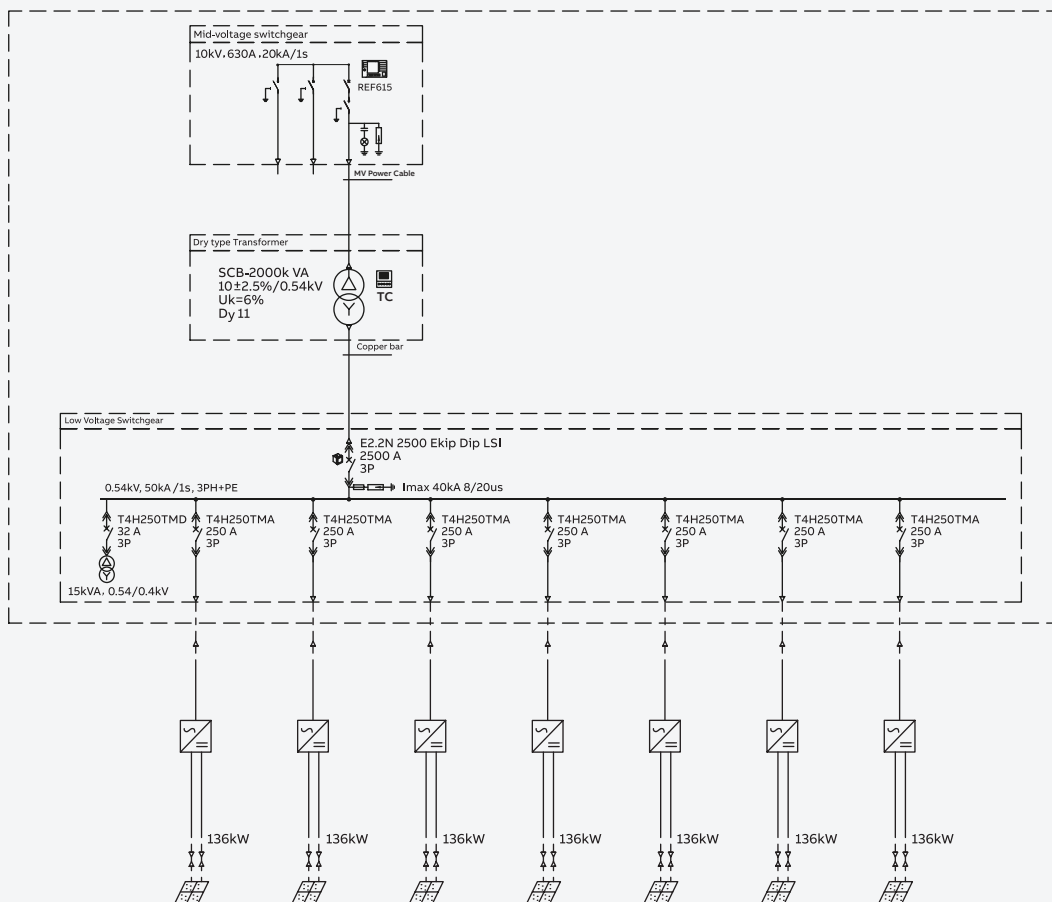 Mid-voltage switchgear
10kV,630A,20kA/1s
REF615
MV Power Cable
Dry type Transformer
SCB-2000k VA
10±2.5%/0.54kV
Uk=6%
Dy 11
TC
Copper bar
Low Voltage Switchgear
E2.2N 2500 Ekip Dip LSI
2500 A
3P
0.54kV, 50kA /1s, 3PH+PE
Imax 40kA 8/20us
T4H250TMD
32 A
3P
T4H250TMA
250 A
3P
T4H250TMA
250 A
3P
T4H250TMA
250 A
3P
T4H250TMA
250 A
3P
T4H250TMA
250 A
3P
T4H250TMA
250 A
3P
T4H250TMA
250 A
3P
15kVA, 0.54/0.4kV
136kW
136kW
136kW
136kW
136kW
136kW
136kW